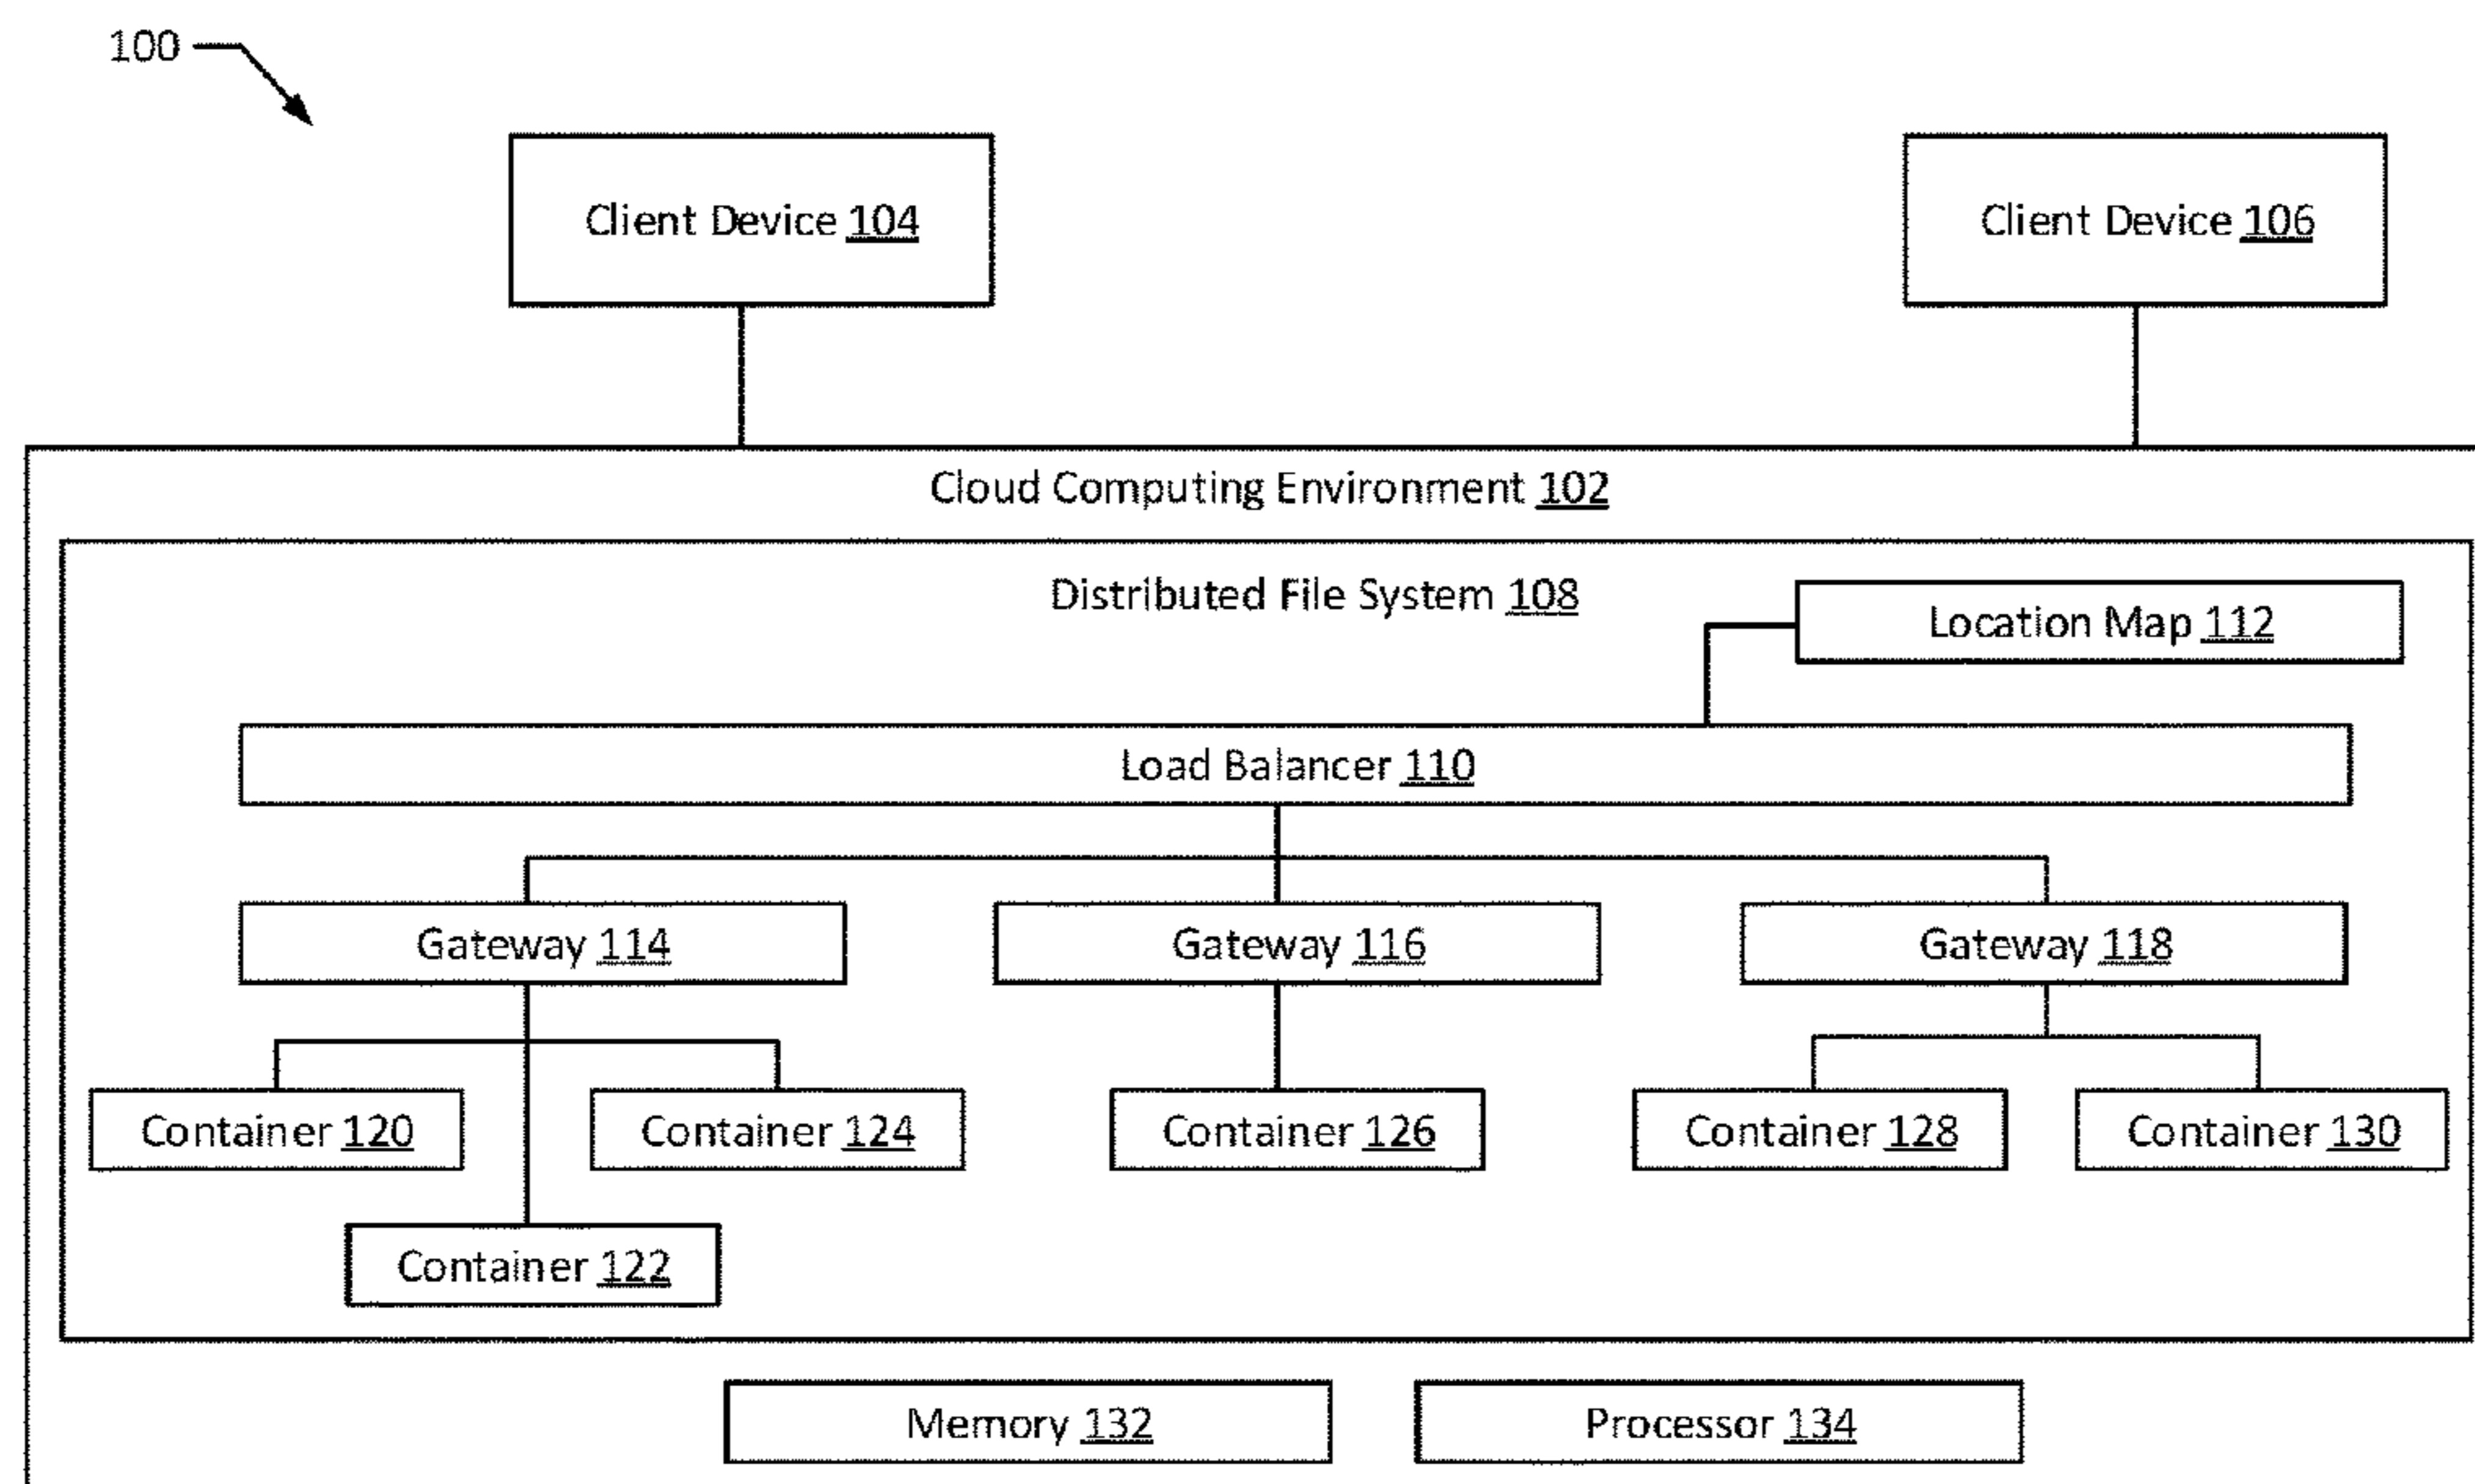 100
Client Device 104
Client Device 106
Cloud Computing Environment 102
Distributed File System 108
Location Map 112
Load Balancer 110
Gateway 114
Gateway 116
Gateway 118
Container 120
Container 124
Container 126
Container 128
Container 130
Container 122
Memory 132
Processor 134